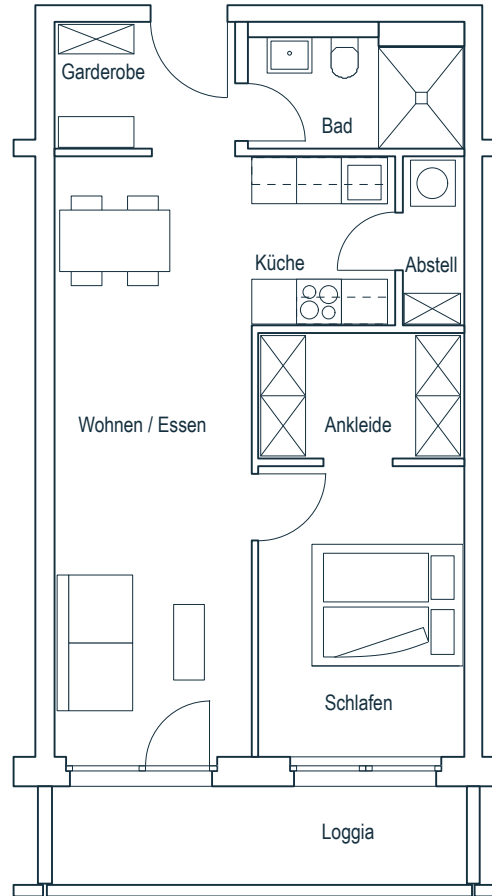 Garderobe
Bad
Küche
Abstell
Wohnen / Essen
Ankleide
Schlafen
Loggia